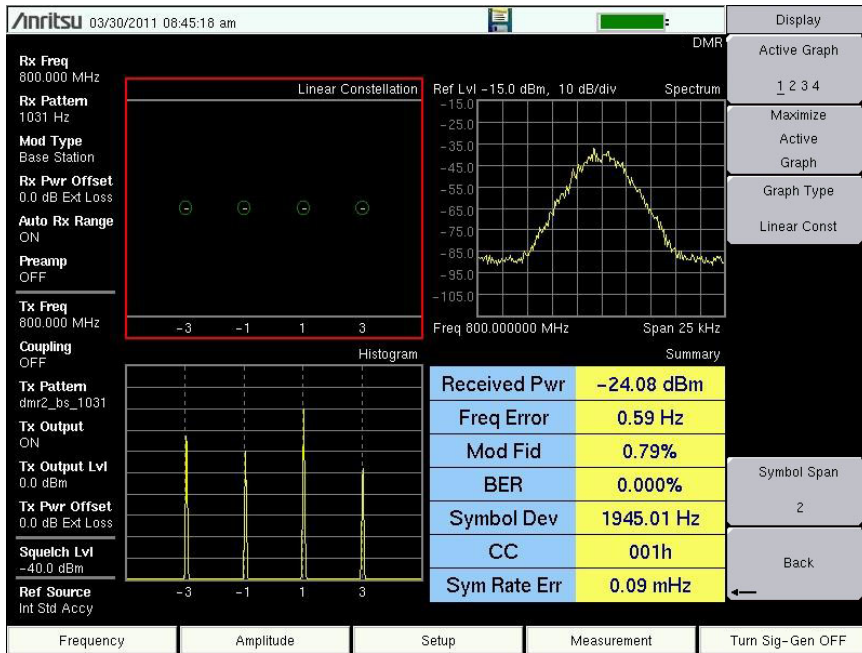 /Inritsu 03/30/2011 08:45:18 am
Display
DMR
Rx Freq
800.000 MHz
Rx Pattern
1031 Hz
Mod Type
Base Station
Rx Pwr Offset
0.0 dB Ext Loss
Auto Rx Range
ON
Preamp
OFF
Tx Freq
800.000 MHz
Coupling
OFF
Tx Pattern
dmr2_bs_1031
Tx Output
ON
Tx Output Lvl
0.0 dBm
Tx Pwr Offset
0.0 dB Ext Loss
Squelch Lvl
-40.0 dBm
Ref Source
Int Std Accy
Linear Constellation
-3 -1 1 3
Ref Lvl -15.0 dBm, 10 dB/div Spectrum
-15.0
-25.0
-35.0
-45.0
-55.0
-65.0
-75.0
-85.0
-95.0
-105.0
Freq 800.000000 MHz Span 25 kHz
Histogram
-3 -1 1 3
Summary
Received Pwr -24.08 dBm
Freq Error 0.59 Hz
Mod Fid 0.79%
BER 0.000%
Symbol Dev 1945.01 Hz
CC 001h
Sym Rate Err 0.09 mHz
Active Graph
1 2 3 4
Maximize
Active
Graph
Graph Type
Linear Const
Symbol Span
2
Back
Frequency Amplitude Setup Measurement Turn Sig-Gen OFF